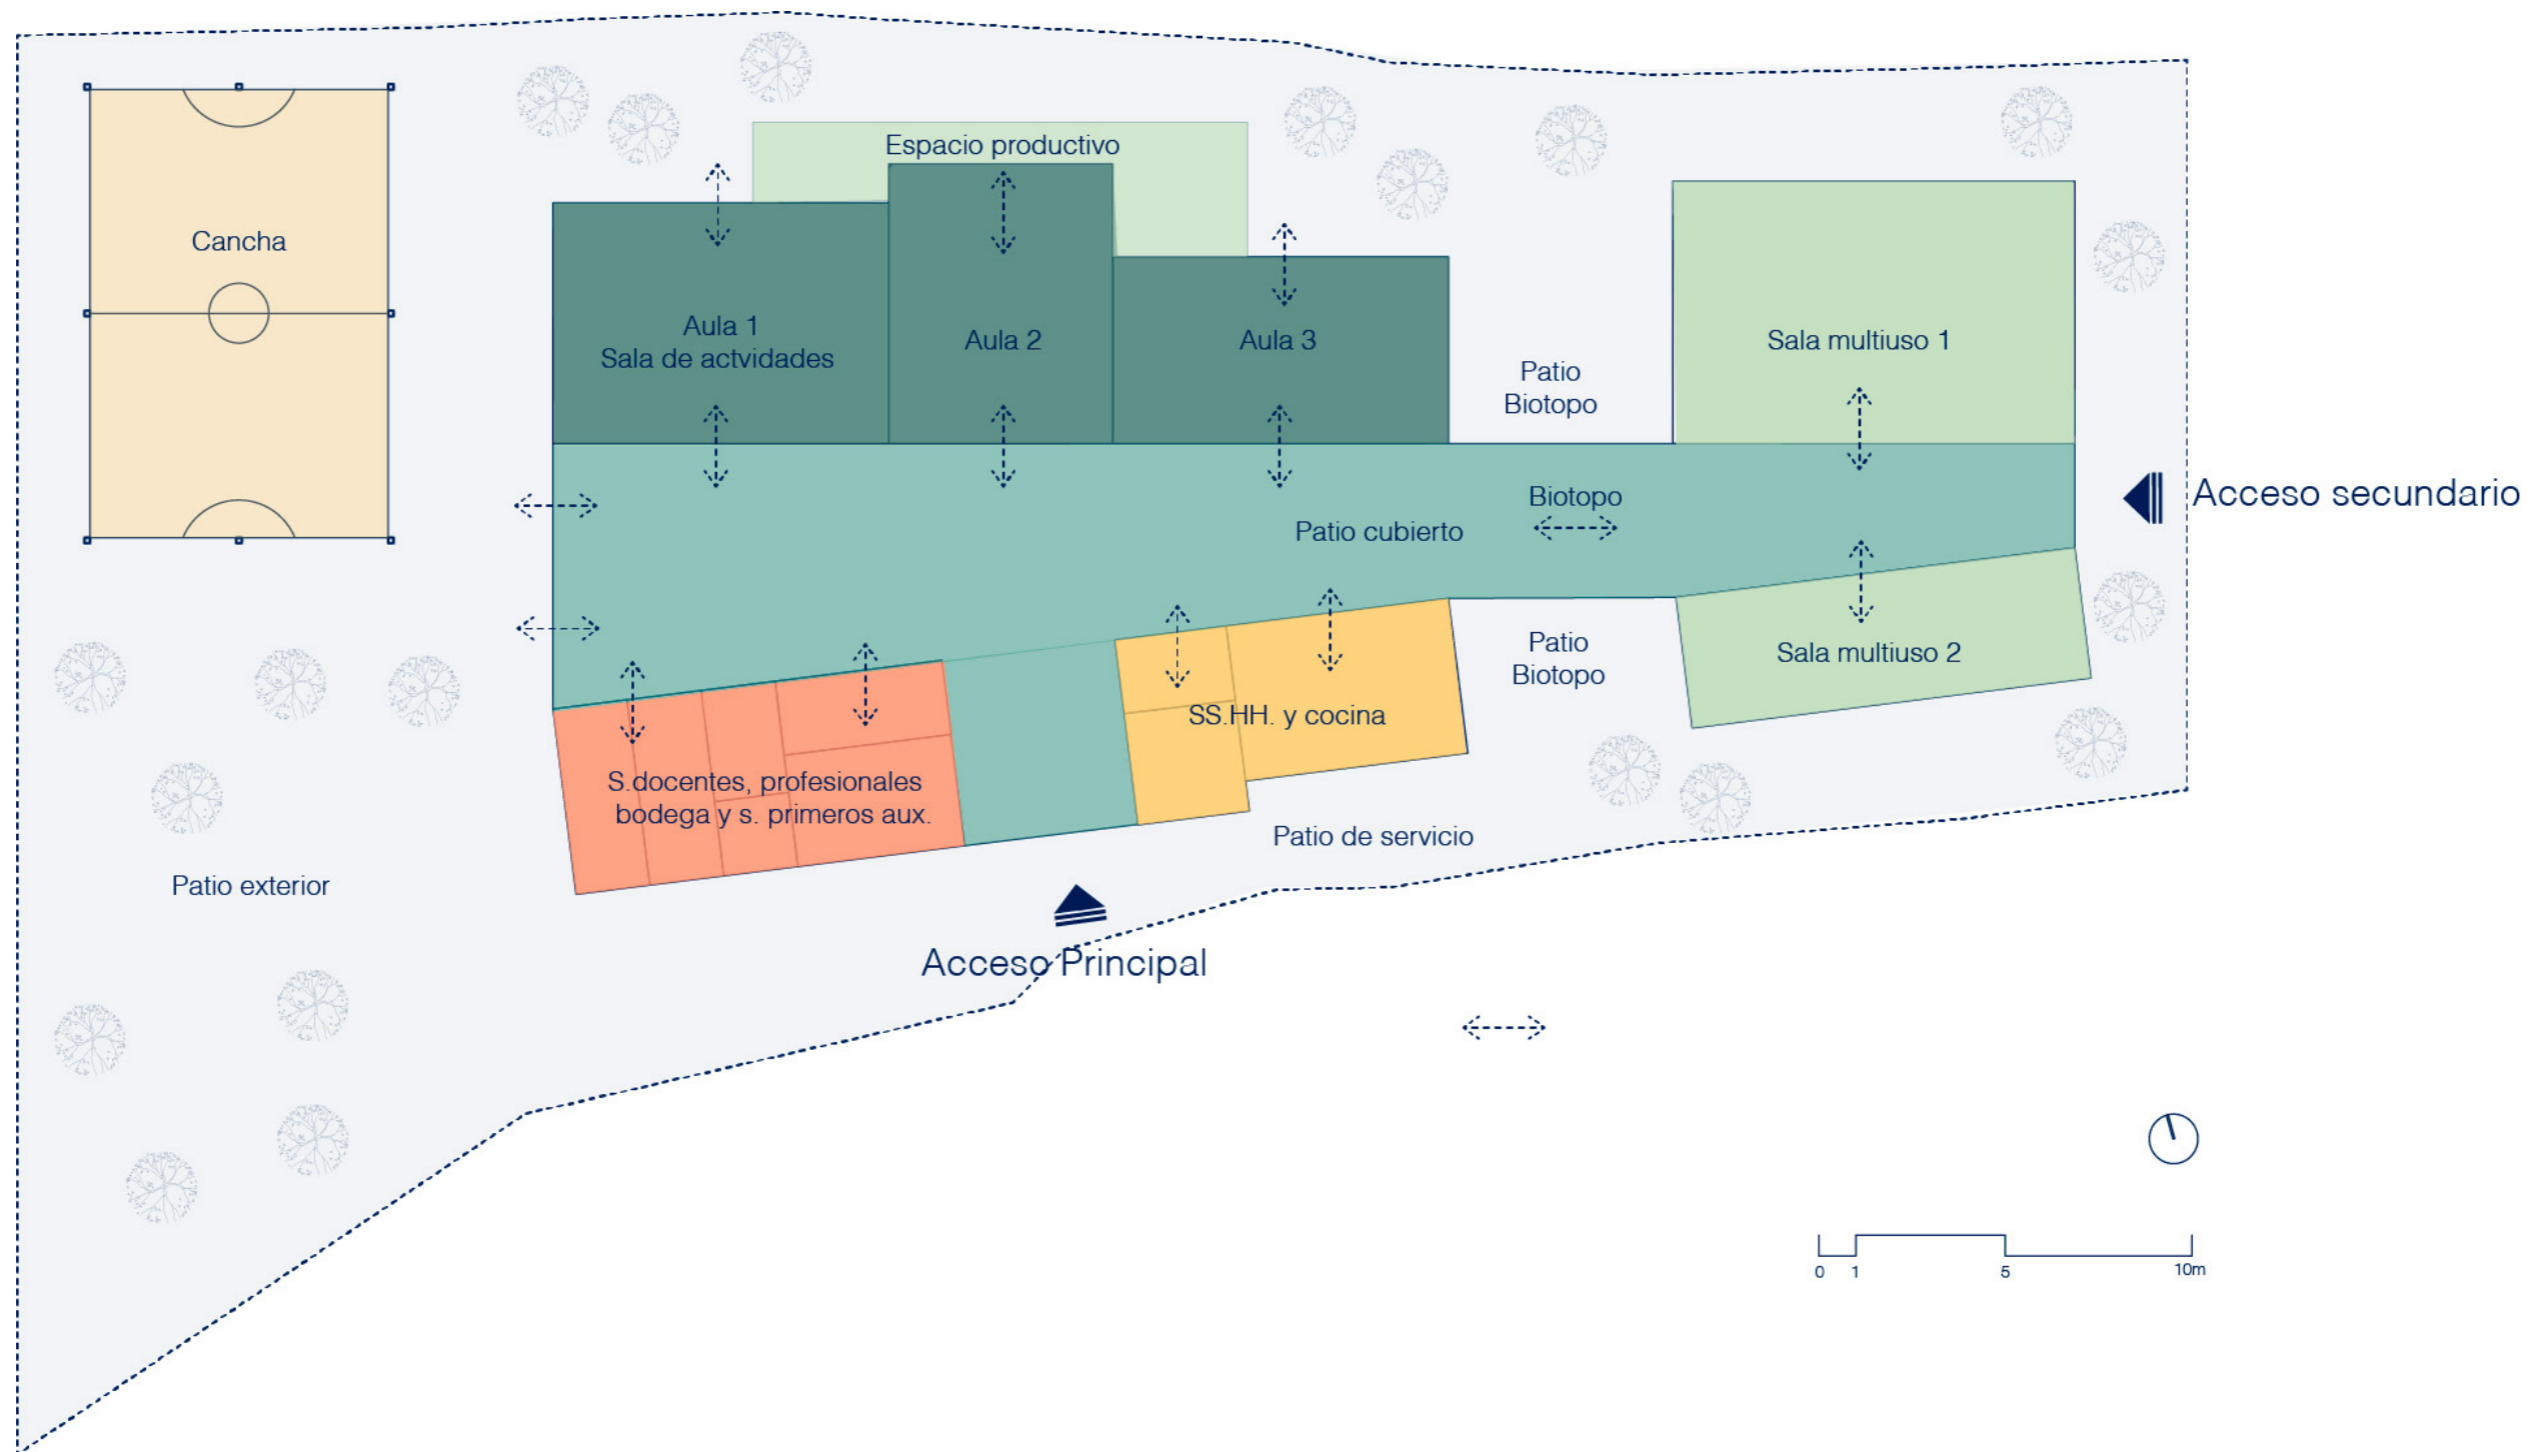 Espacio productivo
Cancha
Aula 1
Sala de actvidades
Aula 2
Aula 3
Sala multiuso 1
Patio
Biotopo
Biotopo
Patio cubierto
Acceso secundario
Patio
Biotopo
Sala multiuso 2
SS.HH. y cocina
S.docentes, profesionales
bodega y s. primeros aux.
Patio de servicio
Patio exterior
Acceso Principal
0 1 5 10m